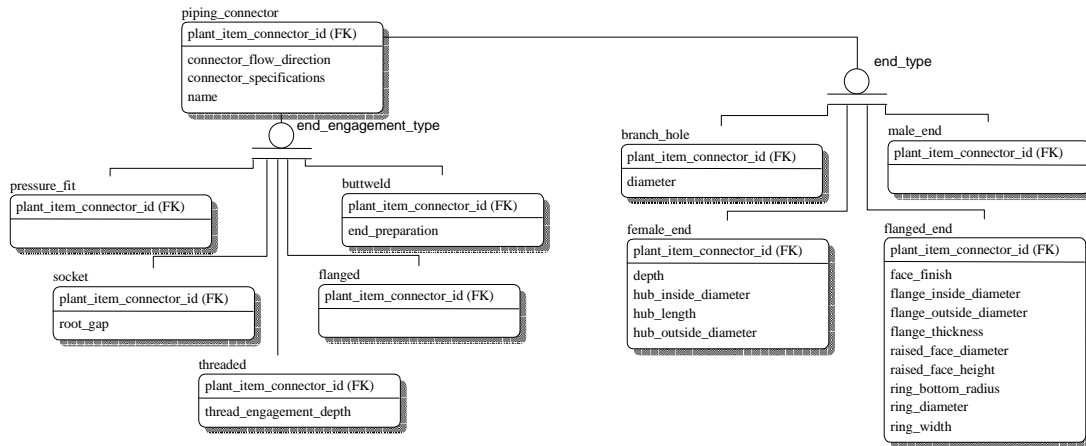 piping_connector
plant_item_connector_id (FK)
connector_flow_direction
connector_specifications
name
end_type
end_engagement_type
branch_hole
plant_item_connector_id (FK)
diameter
male_end
plant_item_connector_id (FK)
pressure_fit
plant_item_connector_id (FK)
buttweld
plant_item_connector_id (FK)
end_preparation
female_end
plant_item_connector_id (FK)
depth
hub_inside_diameter
hub_length
hub_outside_diameter
flanged_end
plant_item_connector_id (FK)
face_finish
flange_inside_diameter
flange_outside_diameter
flange_thickness
raised_face_diameter
raised_face_height
ring_bottom_radius
ring_diameter
ring_width
socket
plant_item_connector_id (FK)
root_gap
flanged
plant_item_connector_id (FK)
threaded
plant_item_connector_id (FK)
thread_engagement_depth